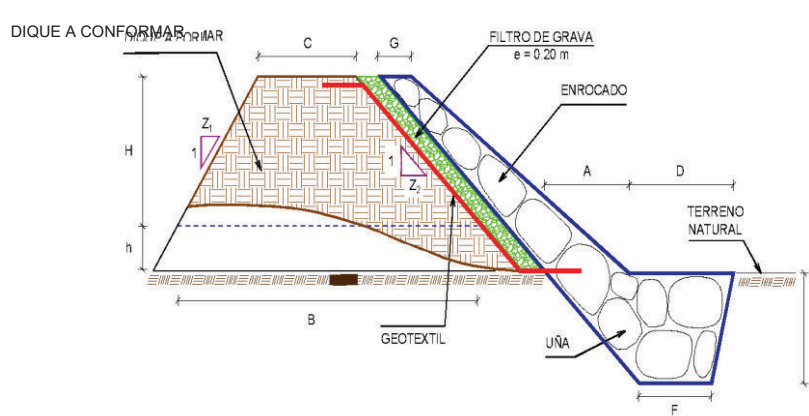 DIQUE A CONFORMAR
C
G
FILTRO DE GRAVA
e = 0.20 m
ENROCADO
Z1
1
H
1
Z2
A
D
TERRENO
NATURAL
h
B
GEOTEXTIL
UÑA
F